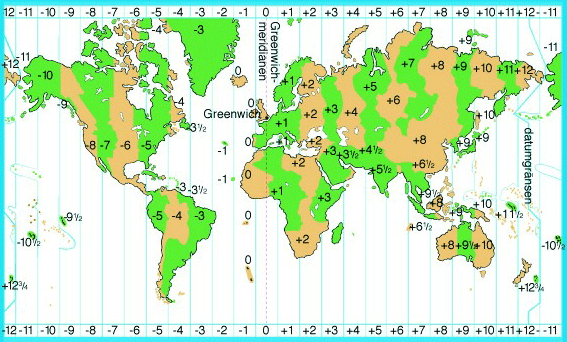 -12 -11 -10 -9 -8 -7 -6 -5 -4 -3 -2 -1 0 +1 +2 +3 +4 +5 +6 +7 +8 +9 +10 +11 +12 -11
-4 -3 +9
+12 -11
-10
0
+1 +2 +7 +8 +9 +10 +11 +12
-11
Greenwich-
meridianen
+5
-9 -4 0 +3 +4 +6
Greenwich
+2 +10
-3½ +1
-8 -7 -6 -5 +1 +2 +8 +9 +9
-1 +3 +3½ +4½
datumgränsen
0 +2 +6½
-1 0 +5½
-3 -3½ +1 +3 +9½ +8
-9½ -5 -4 -3 0 +9 +10 +11½
+6½
-10½ +2 +8 +9½ +10 -10½
0
+12¾ +12¾
-12 -11 -10 -9 -8 -7 -6 -5 -4 -3 -2 -1 0 +1 +2 +3 +4 +5 +6 +7 +8 +9 +10 +11 +12 -11